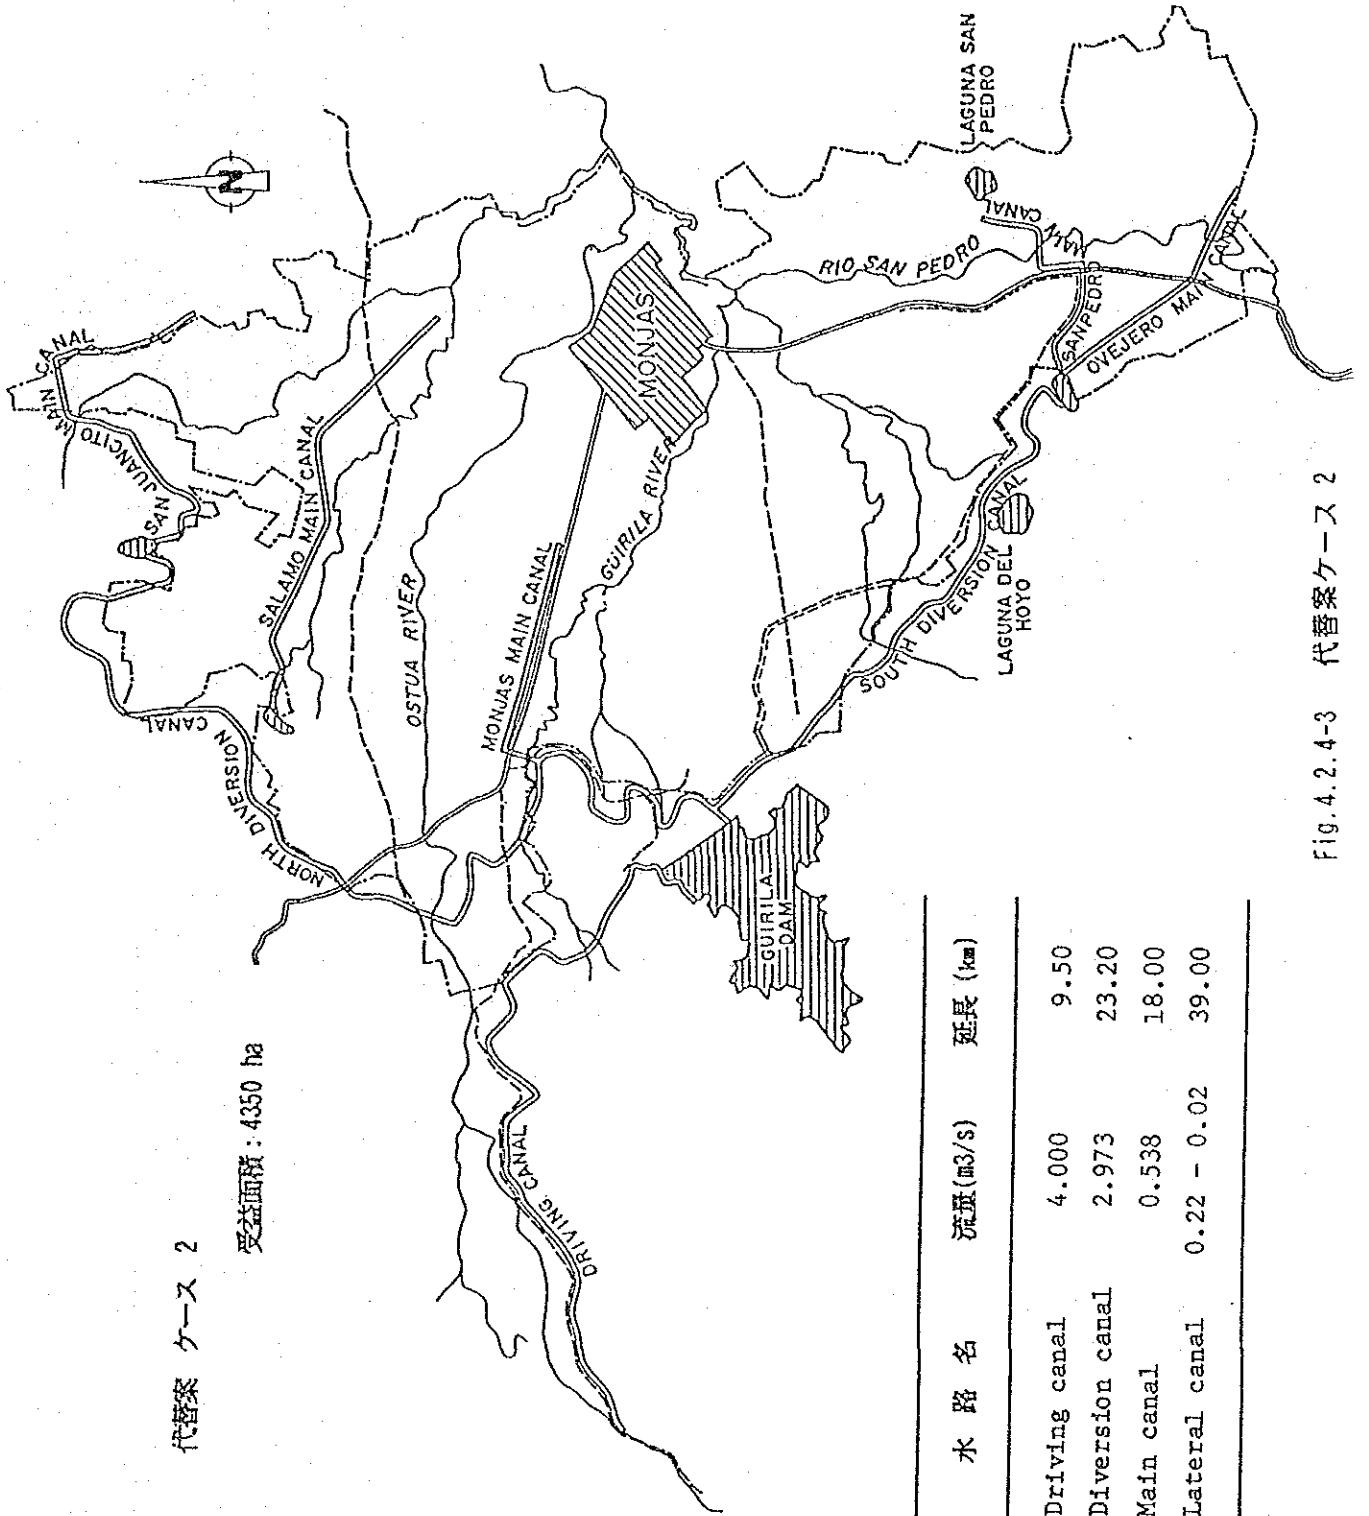 代替案 ケース 2
受益面積：4350 ha
N
SAN JUANCITO MAIN CANAL
SALAMO MAIN CANAL
NORTH DIVERSION CANAL
OSTUA RIVER
MONJAS MAIN CANAL
MONJAS
GUIRILA RIVER
DRIVING CANAL
GUIRILA
DAM
SOUTH DIVERSION CANAL
LAGUNA DEL
HOYO
RIO SAN PEDRO
LAGUNA SAN
PEDRO
SAN PEDRO MAIN CANAL
OVEJERO MAIN CANAL
水 路 名 流量(m3/s) 延長 (km)
Driving canal 4.000 9.50
Diversion canal 2.973 23.20
Main canal 0.538 18.00
Lateral canal 0.22 - 0.02 39.00
Fig.4.2.4-3 代替案ケース 2